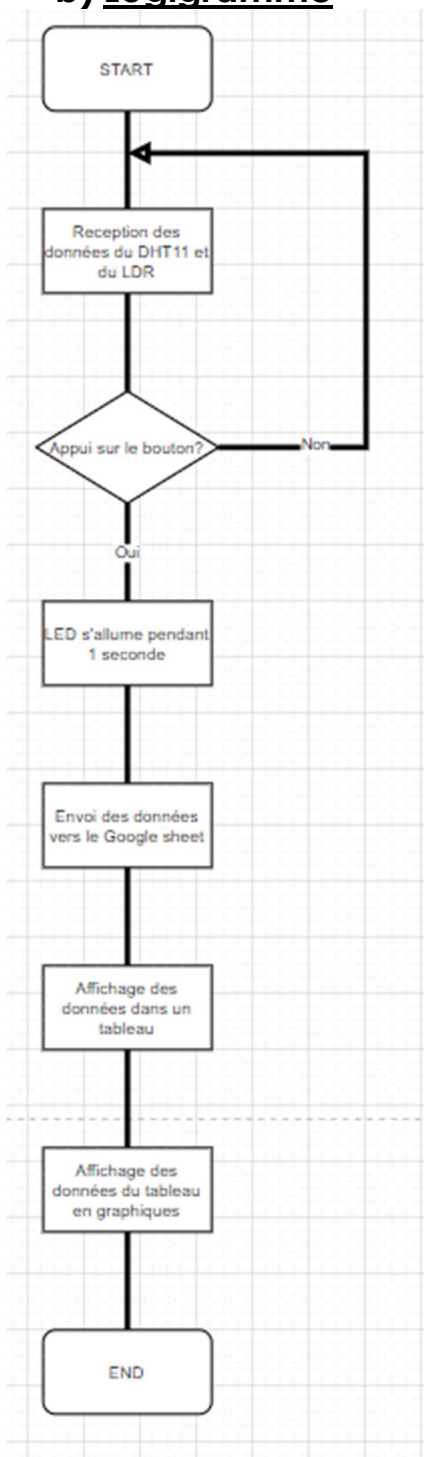 b) Logigramme
START
Reception des
données du DHT11 et
du LDR
Appui sur le bouton?
Non
Oui
LED s'allume pendant
1 seconde
Envoi des données
vers le Google sheet
Affichage des
données dans un
tableau
Affichage des
données du tableau
en graphiques
END